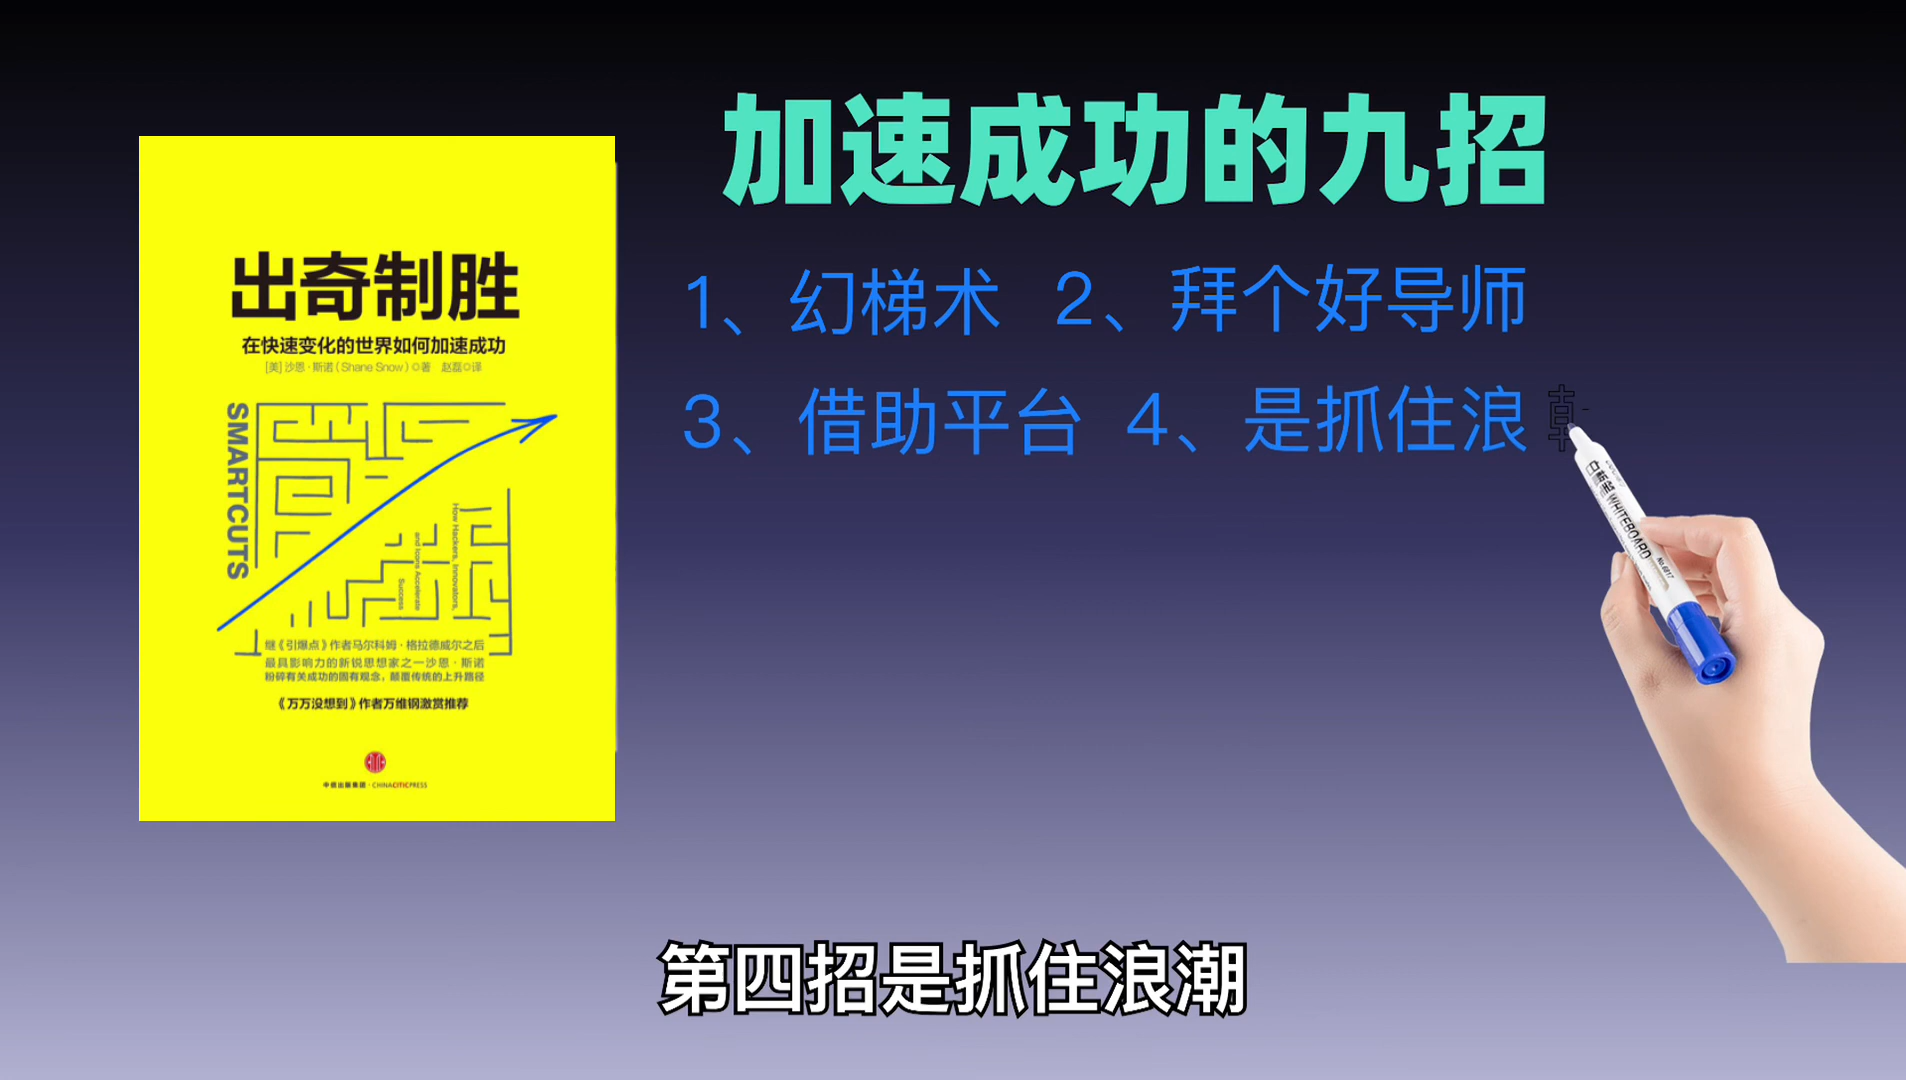 加速成功的九招
1、幻梯术 2、拜个好导师
3、借助平台 4、是抓住浪
出奇制胜
在快速变化的世界如何加速成功
[美]沙恩·斯诺(Shane Snow)◎著 赵磊◎译
SMARTCUTS
How Hackers, Innovators,
and Icons Accelerate
Success
继《引爆点》作者马尔科姆·格拉德威尔之后
最具影响力的新锐思想家之一沙恩·斯诺
粉碎有关成功的固有观念,颠覆传统的上升路径
《万万没想到》作者万维钢激赏推荐
中信出版集团·CHINACITICPRESS
WHITEBOARD
No.6817
第四招是抓住浪潮